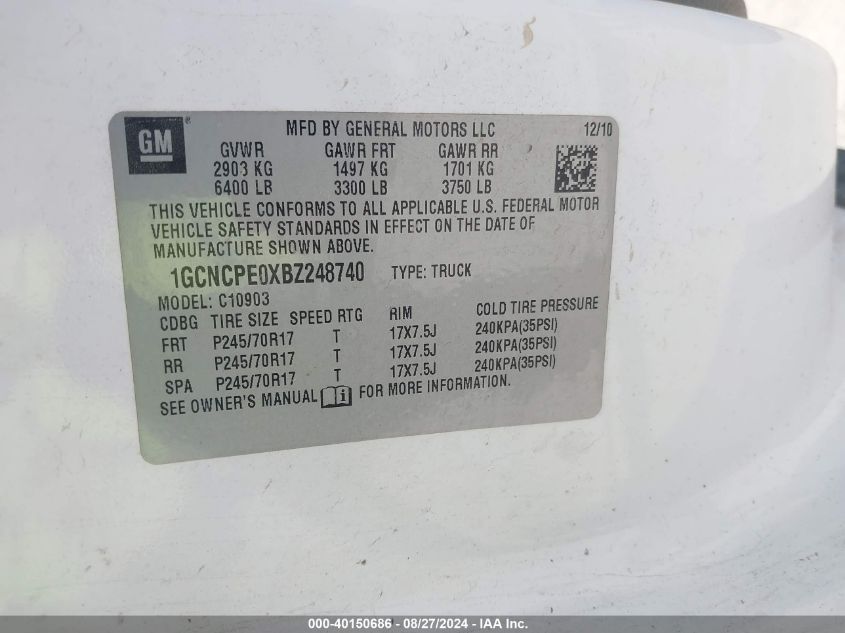 GM ®
MFD BY GENERAL MOTORS LLC 12/10
GVWR GAWR FRT GAWR RR
2903 KG 1497 KG 1701 KG
6400 LB 3300 LB 3750 LB
THIS VEHICLE CONFORMS TO ALL APPLICABLE U.S. FEDERAL MOTOR
VEHICLE SAFETY STANDARDS IN EFFECT ON THE DATE OF
MANUFACTURE SHOWN ABOVE.
1GCNCPE0XBZ248740 TYPE: TRUCK
MODEL: C10903
CDBG TIRE SIZE SPEED RTG RIM COLD TIRE PRESSURE
FRT P245/70R17 T 17X7.5J 240KPA(35PSI)
RR P245/70R17 T 17X7.5J 240KPA(35PSI)
SPA P245/70R17 T 17X7.5J 240KPA(35PSI)
SEE OWNER'S MANUAL i FOR MORE INFORMATION.
000-40150686 - 08/27/2024 - IAA Inc.